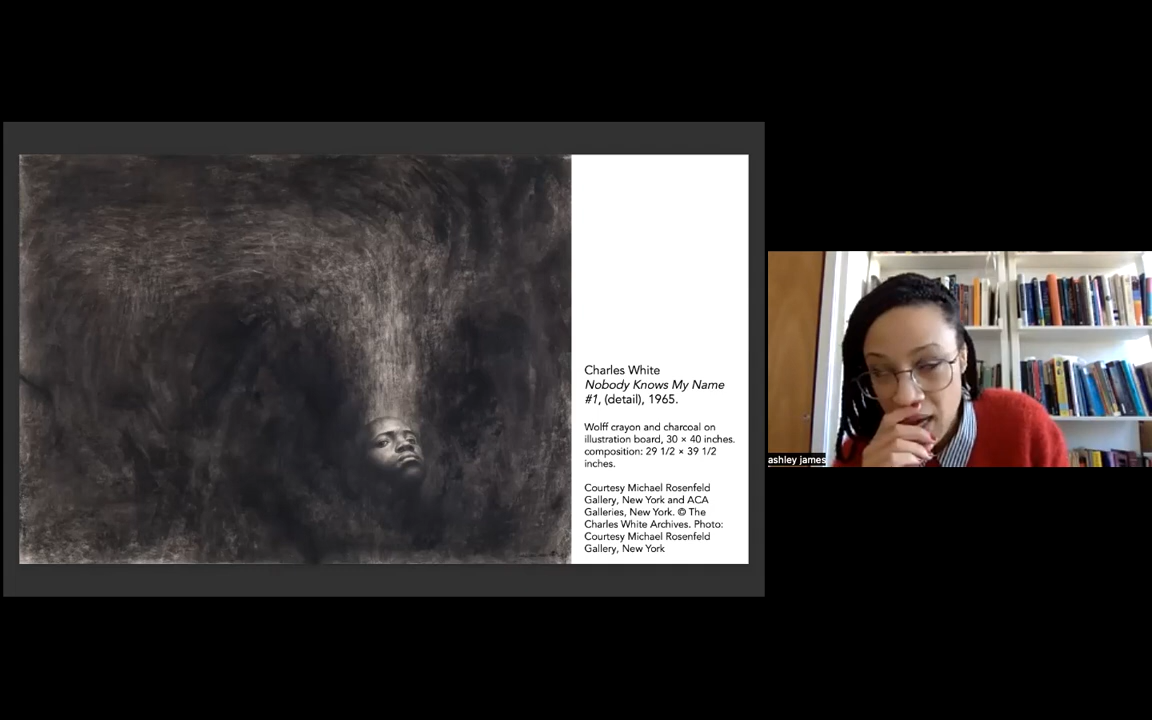 Charles White
Nobody Knows My Name
#1, (detail), 1965.
Wolff crayon and charcoal on
illustration board, 30 × 40 inches.
composition: 29 1/2 × 39 1/2
inches.
Courtesy Michael Rosenfeld
Gallery, New York and ACA
Galleries, New York. © The
Charles White Archives. Photo:
Courtesy Michael Rosenfeld
Gallery, New York
ashley james